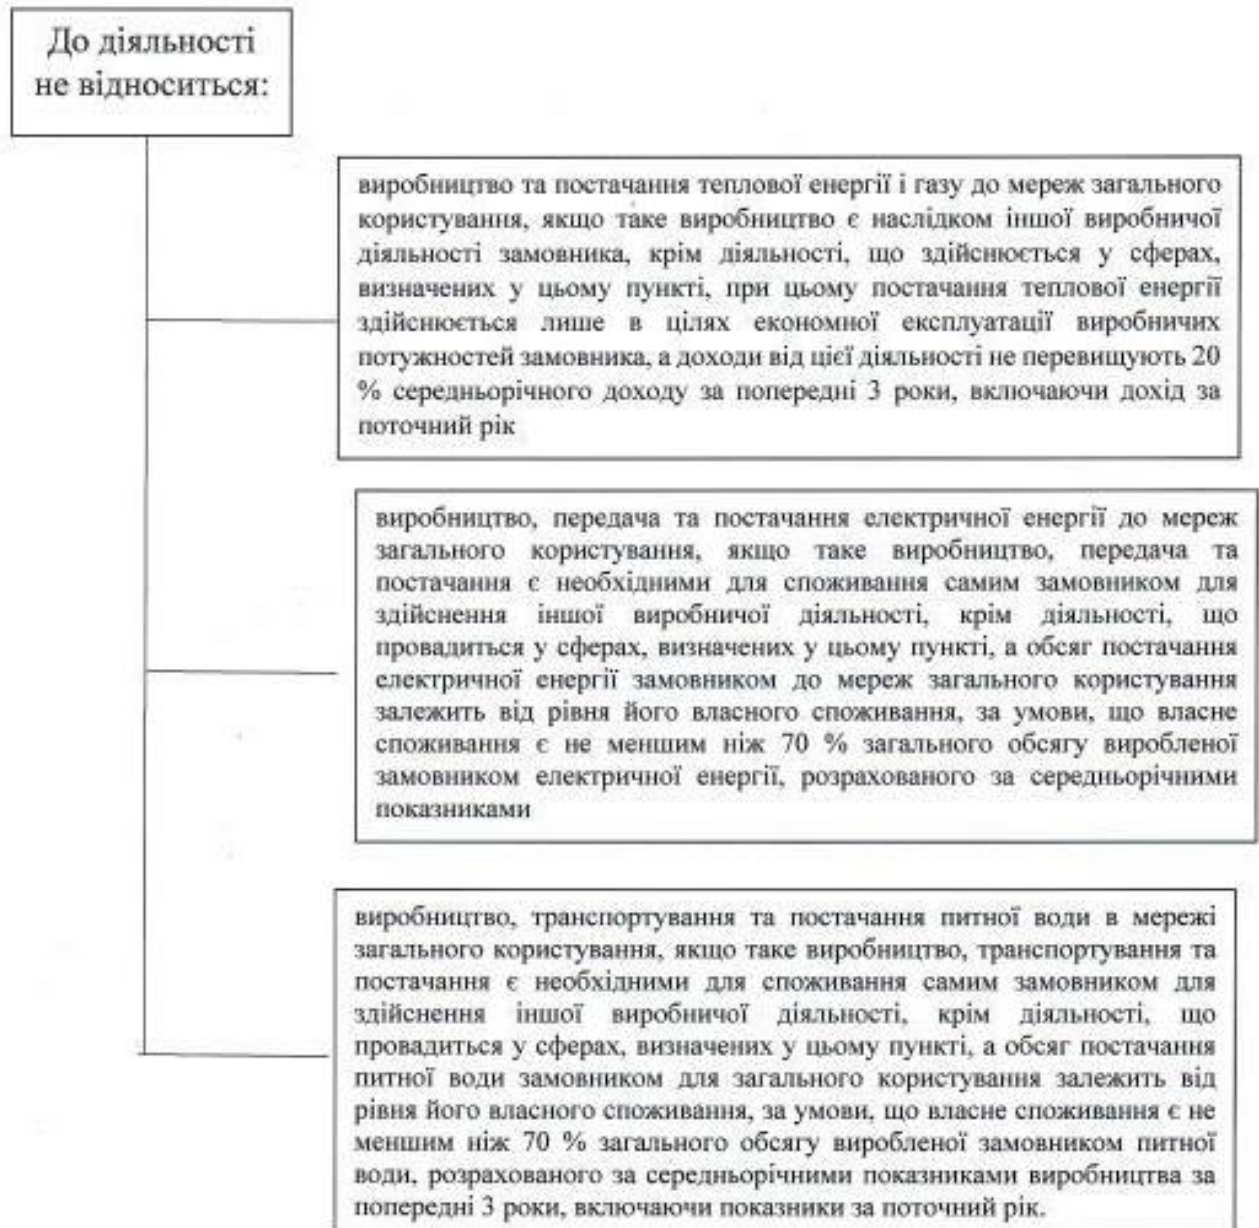 До діяльності
не відноситься:
виробництво та постачання теплової енергії і газу до мереж загального
користування, якщо таке виробництво є наслідком іншої виробничої
діяльності замовника, крім діяльності, що здійснюється у сферах,
визначених у цьому пункті, при цьому постачання теплової енергії
здійснюється лише в цілях економної експлуатації виробничих
потужностей замовника, а доходи від цієї діяльності не перевищують 20
% середньорічного доходу за попередні 3 роки, включаючи дохід за
поточний рік
виробництво, передача та постачання електричної енергії до мереж
загального користування, якщо таке виробництво, передача та
постачання є необхідними для споживання самим замовником для
здійснення іншої виробничої діяльності, крім діяльності, що
провадиться у сферах, визначених у цьому пункті, а обсяг постачання
електричної енергії замовником до мереж загального користування
залежить від рівня його власного споживання, за умови, що власне
споживання є не меншим ніж 70 % загального обсягу виробленої
замовником електричної енергії, розрахованого за середньорічними
показниками
виробництво, транспортування та постачання питної води в мережі
загального користування, якщо таке виробництво, транспортування та
постачання є необхідними для споживання самим замовником для
здійснення іншої виробничої діяльності, крім діяльності, що
провадиться у сферах, визначених у цьому пункті, а обсяг постачання
питної води замовником для загального користування залежить від
рівня його власного споживання, за умови, що власне споживання є не
меншим ніж 70 % загального обсягу виробленої замовником питної
води, розрахованого за середньорічними показниками виробництва за
попередні 3 роки, включаючи показники за поточний рік.